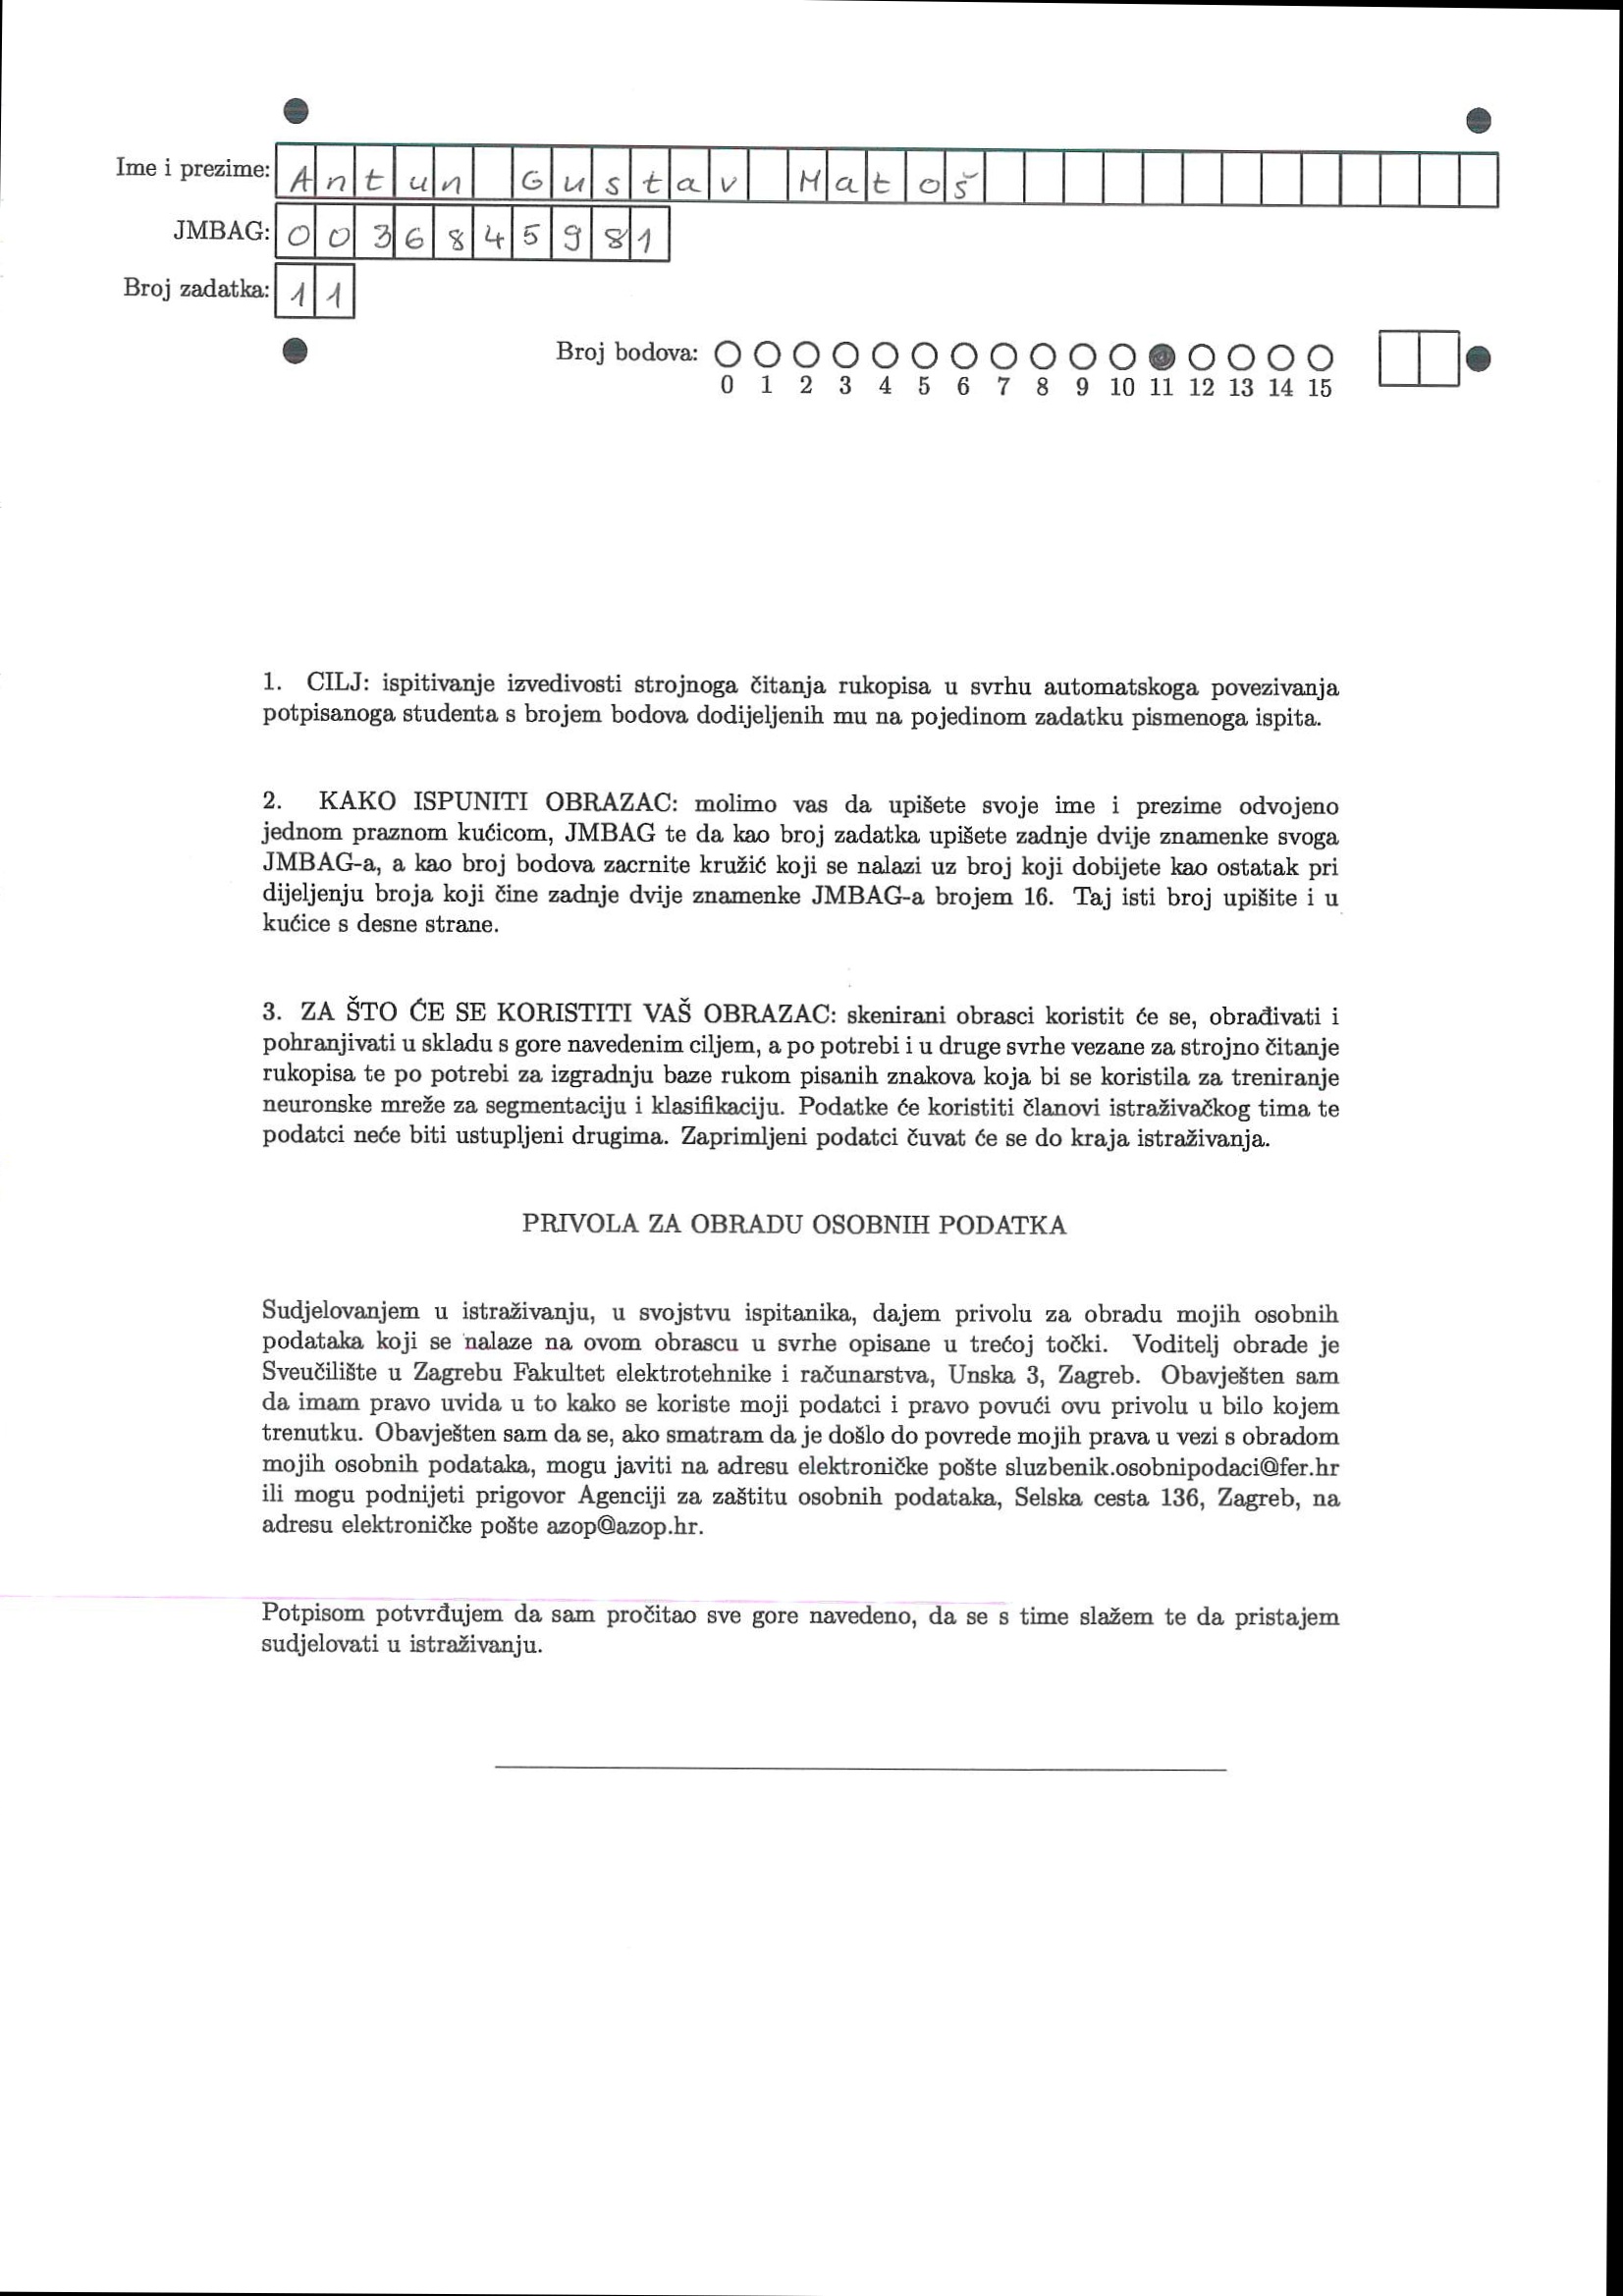 Ime i prezime: Antun Gustav Matoš
JMBAG: 0036845981
Broj zadatka: 11
Broj bodova:
0 1 2 3 4 5 6 7 8 9 10 11 12 13 14 15
1. CILJ: ispitivanje izvedivosti strojnoga čitanja rukopisa u svrhu automatskoga povezivanja
potpisanoga studenta s brojem bodova dodijeljenih mu na pojedinom zadatku pismenoga ispita.
2. KAKO ISPUNITI OBRAZAC: molimo vas da upišete svoje ime i prezime odvojeno
jednom praznom kućicom, JMBAG te da kao broj zadatka upišete zadnje dvije znamenke svoga
JMBAG-a, a kao broj bodova zacrnite kružić koji se nalazi uz broj koji dobijete kao ostatak pri
dijeljenju broja koji čine zadnje dvije znamenke JMBAG-a brojem 16. Taj isti broj upišite i u
kućice s desne strane.
3. ZA ŠTO ĆE SE KORISTITI VAŠ OBRAZAC: skenirani obrasci koristit će se, obrađivati i
pohranjivati u skladu s gore navedenim ciljem, a po potrebi i u druge svrhe vezane za strojno čitanje
rukopisa te po potrebi za izgradnju baze rukom pisanih znakova koja bi se koristila za treniranje
neuronske mreže za segmentaciju i klasifikaciju. Podatke će koristiti članovi istraživačkog tima te
podatci neće biti ustupljeni drugima. Zaprimljeni podatci čuvat će se do kraja istraživanja.
PRIVOLA ZA OBRADU OSOBNIH PODATKA
Sudjelovanjem u istraživanju, u svojstvu ispitanika, dajem privolu za obradu mojih osobnih
podataka koji se nalaze na ovom obrascu u svrhe opisane u trećoj točki. Voditelj obrade je
Sveučilište u Zagrebu Fakultet elektrotehnike i računarstva, Unska 3, Zagreb. Obavješten sam
da imam pravo uvida u to kako se koriste moji podatci i pravo povući ovu privolu u bilo kojem
trenutku. Obavješten sam da se, ako smatram da je došlo do povrede mojih prava u vezi s obradom
mojih osobnih podataka, mogu javiti na adresu elektroničke pošte sluzbenik.osobnipodaci@fer.hr
ili mogu podnijeti prigovor Agenciji za zaštitu osobnih podataka, Selska cesta 136, Zagreb, na
adresu elektroničke pošte azop@azop.hr.
Potpisom potvrđujem da sam pročitao sve gore navedeno, da se s time slažem te da pristajem
sudjelovati u istraživanju.